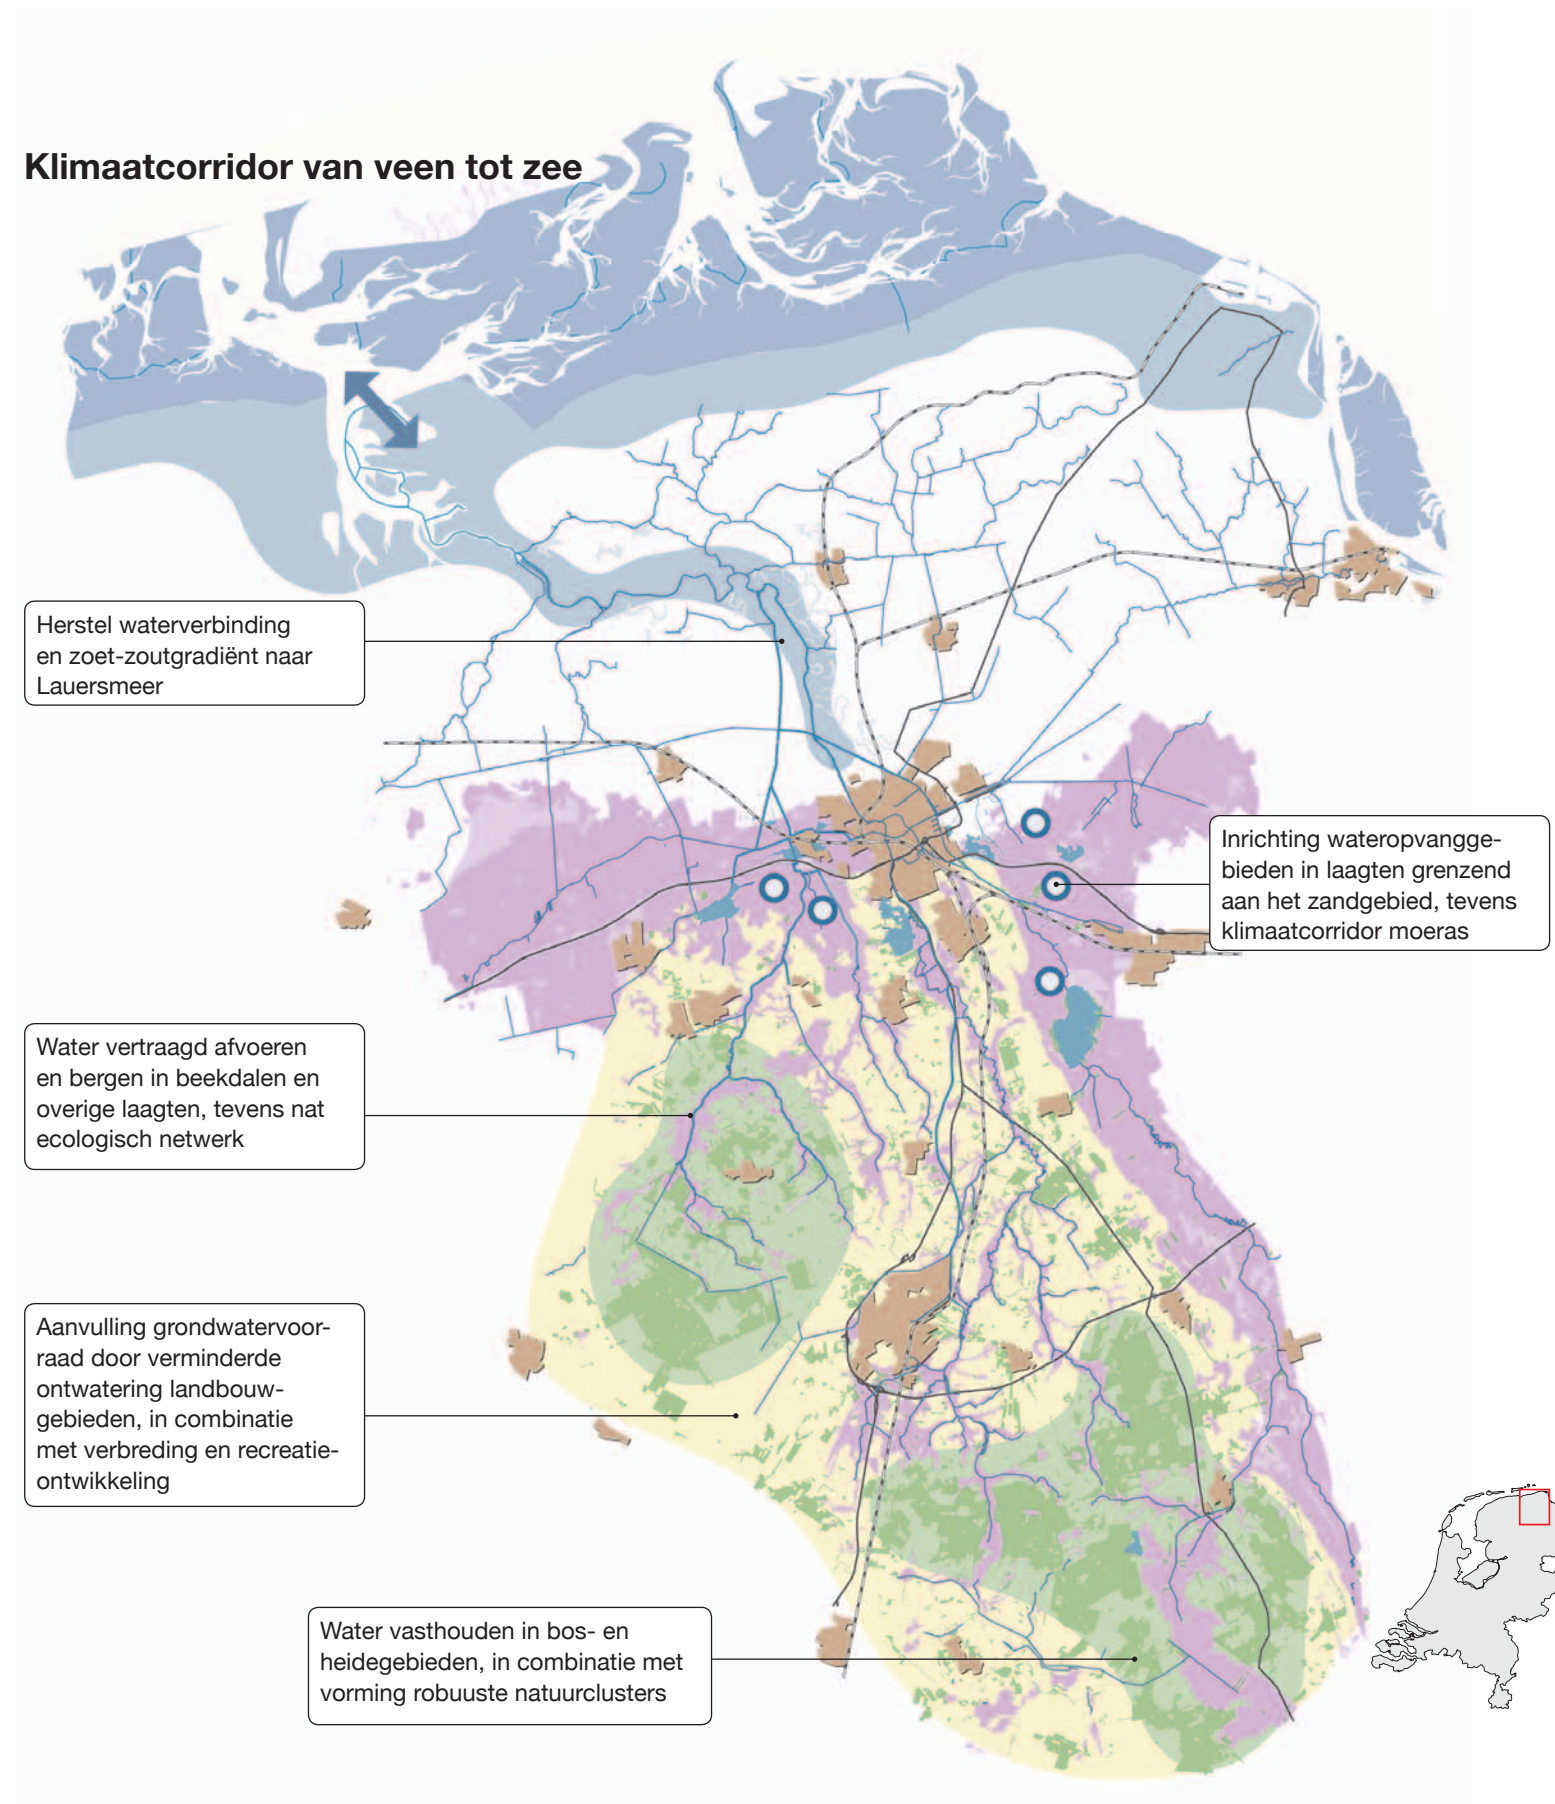 Klimaatcorridor van veen tot zee
Herstel waterverbinding
en zoet-zoutgradiënt naar
Lauersmeer
Inrichting wateropvangge-
bieden in laagten grenzend
aan het zandgebied, tevens
klimaatcorridor moeras
Water vertraagd afvoeren
en bergen in beekdalen en
overige laagten, tevens nat
ecologisch netwerk
Aanvulling grondwatervoor-
raad door verminderde
ontwatering landbouw-
gebieden, in combinatie
met verbreding en recreatie-
ontwikkeling
Water vasthouden in bos- en
heidegebieden, in combinatie met
vorming robuuste natuurclusters